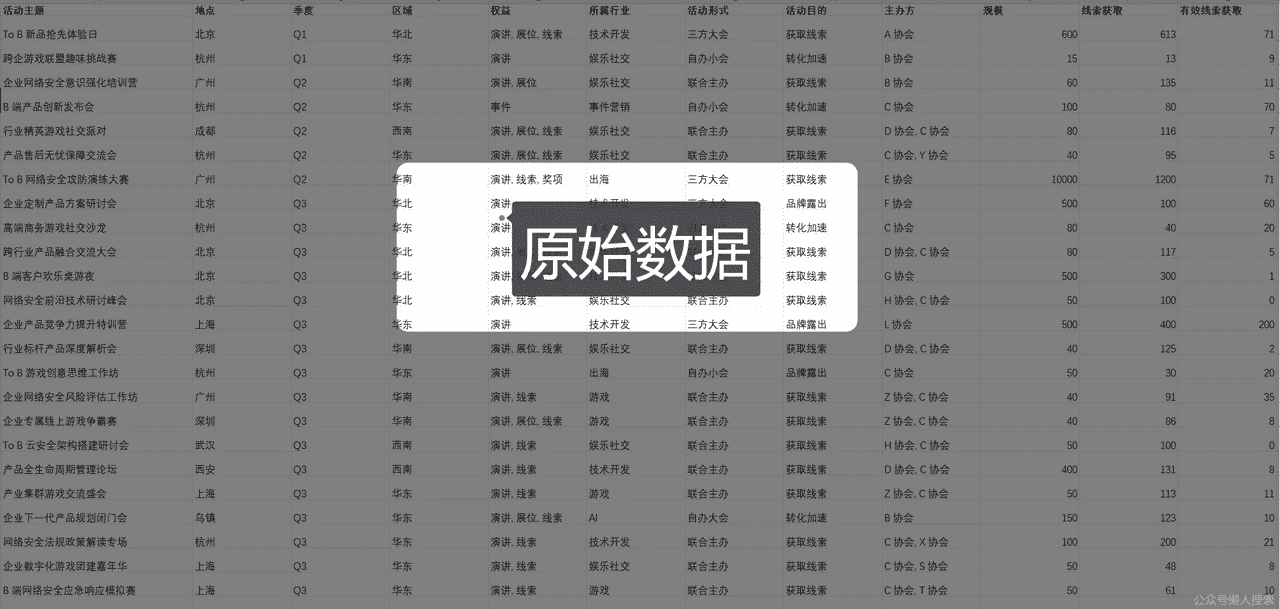 活动主题 地点 季度 区域 权益 所属行业 活动形式 活动目的 主办方 规模 线索获取 有效线索获取
To B 新品抢先体验日 北京 Q1 华北 演讲, 展位, 线索 技术开发 三方大会 获取线索 A 协会 600 613 71
跨企游戏联盟趣味挑战赛 杭州 Q1 华东 演讲 娱乐社交 自办小会 转化加速 B 协会 15 13 9
企业网络安全意识强化培训营 广州 Q2 华南 演讲, 展位 娱乐社交 联合主办 获取线索 B 协会 60 135 11
B 端产品创新发布会 杭州 Q2 华东 事件 事件营销 自办小会 转化加速 C 协会 100 80 70
行业精英游戏社交派对 成都 Q2 西南 演讲, 展位, 线索 娱乐社交 联合主办 获取线索 D 协会, C 协会 80 116 7
产品售后无忧保障交流会 杭州 Q2 华东 演讲, 展位, 线索 娱乐社交 联合主办 获取线索 C 协会, Y 协会 40 95 5
To B 网络安全攻防演练大赛 广州 Q2 华南 演讲, 线索, 奖项 出海 三方大会 获取线索 E 协会 10000 1200 71
企业定制产品方案研讨会 北京 Q3 华北 演讲 技术开发 三方大会 品牌露出 F 协会 500 100 60
高端商务游戏社交沙龙 杭州 Q3 华东 演讲 转化加速 C 协会 80 40 20
跨行业产品融合交流大会 北京 Q3 华北 演讲 获取线索 D 协会, C 协会 80 117 5
B 端客户欢乐桌游夜 北京 Q3 华北 演讲 获取线索 G 协会 500 300 1
网络安全前沿技术研讨峰会 北京 Q3 华北 演讲, 线索 娱乐社交 联合主办 获取线索 H 协会, C 协会 50 100 0
企业产品竞争力提升特训营 上海 Q3 华东 演讲 技术开发 三方大会 品牌露出 L 协会 500 400 200
行业标杆产品深度解析会 深圳 Q3 华南 演讲, 展位, 线索 娱乐社交 联合主办 获取线索 D 协会, C 协会 40 125 2
To B 游戏创意思维工作坊 杭州 Q3 华东 演讲 出海 自办小会 品牌露出 C 协会 50 30 20
企业网络安全风险评估工作坊 广州 Q3 华南 演讲, 线索 游戏 联合主办 获取线索 Z 协会, C 协会 40 91 35
企业专属线上游戏争霸赛 深圳 Q3 华南 演讲, 展位, 线索 游戏 联合主办 获取线索 Z 协会, C 协会 40 86 8
To B 云安全架构搭建研讨会 武汉 Q3 西南 演讲, 线索 娱乐社交 联合主办 获取线索 H 协会, C 协会 50 100 0
产品全生命周期管理论坛 西安 Q3 西南 演讲, 线索 技术开发 联合主办 获取线索 D 协会, C 协会 400 131 8
产业集群游戏交流盛会 上海 Q3 华东 演讲, 线索 游戏 联合主办 获取线索 Z 协会, C 协会 50 113 11
企业下一代产品规划闭门会 乌镇 Q3 华东 演讲, 展位, 线索 AI 自办大会 转化加速 B 协会 150 123 10
网络安全法规政策解读专场 杭州 Q3 华东 演讲, 线索 技术开发 联合主办 获取线索 C 协会, X 协会 100 200 21
企业数字化游戏团建嘉年华 上海 Q3 华东 演讲, 线索 娱乐社交 联合主办 获取线索 C 协会, S 协会 50 48 8
B 端网络安全应急响应模拟赛 上海 Q3 华东 演讲, 线索 游戏 联合主办 获取线索 C 协会, T 协会 50 61 10
原始数据
公众号懒人搜索